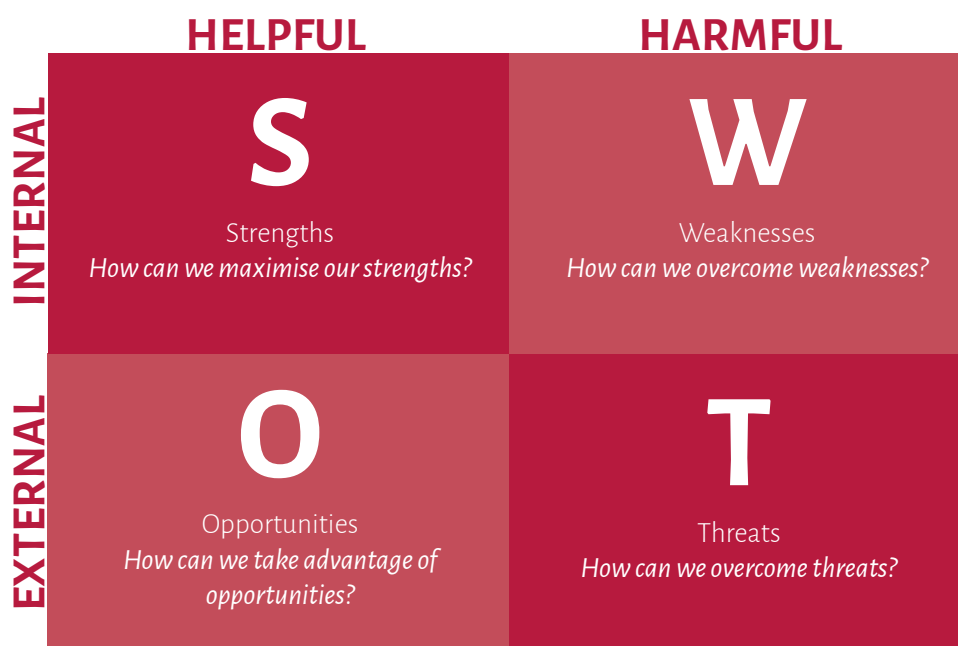 HELPFUL
HARMFUL
INTERNAL
S
Strengths
How can we maximise our strengths?
W
Weaknesses
How can we overcome weaknesses?
EXTERNAL
O
Opportunities
How can we take advantage of
opportunities?
T
Threats
How can we overcome threats?